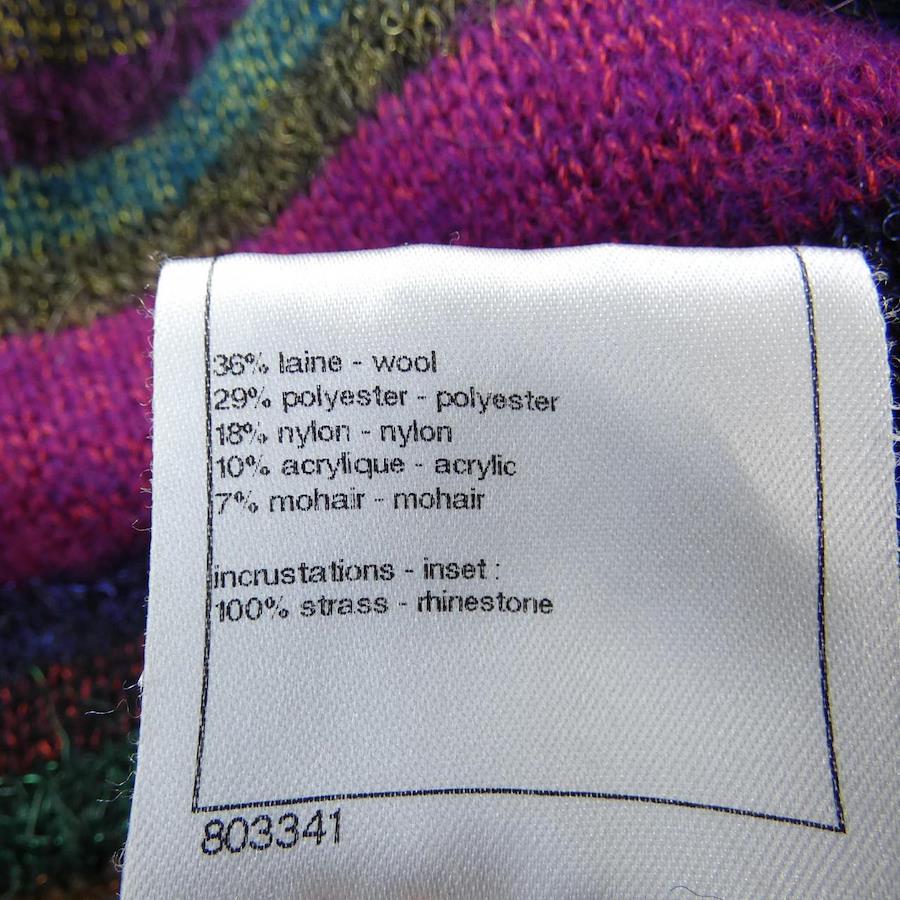 36% laine - wool
29% polyester - polyester
18% nylon - nylon
10% acrylique - acrylic
7% mohair - mohair
incrustations - inset :
100% strass - rhinestone
803341